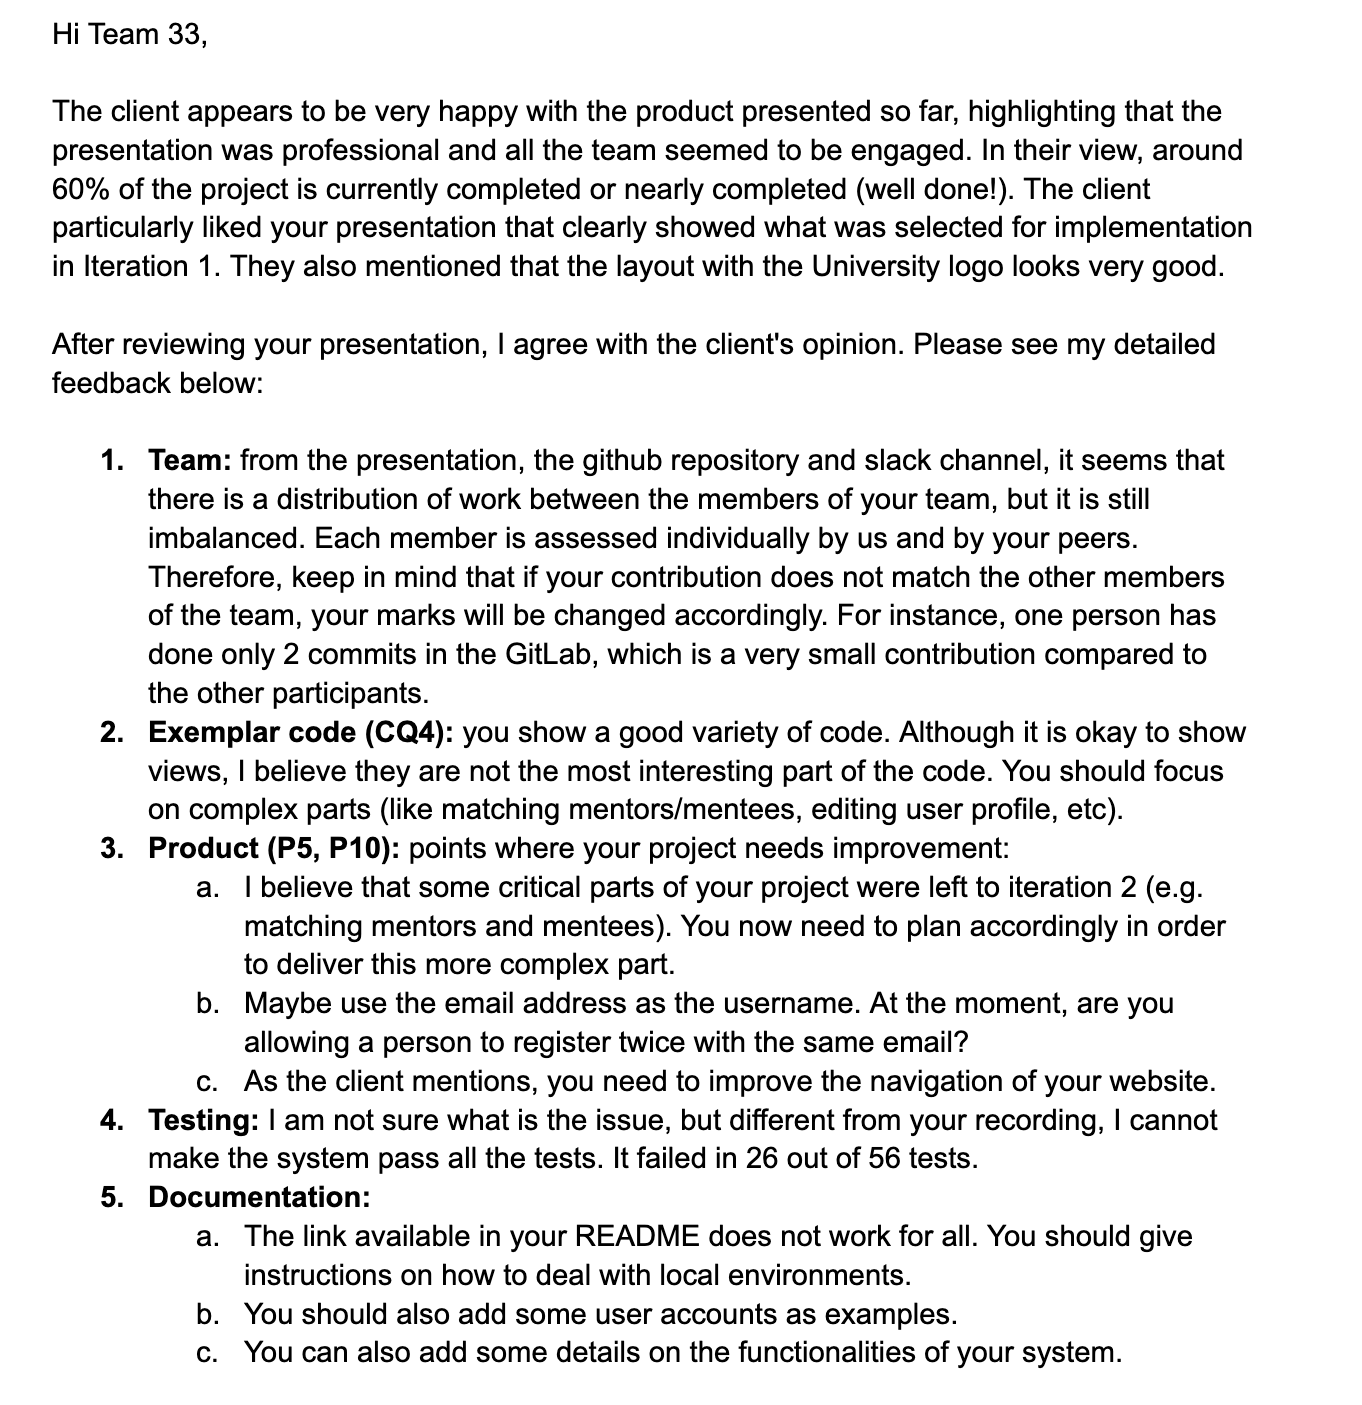 Hi Team 33,
The client appears to be very happy with the product presented so far, highlighting that the
presentation was professional and all the team seemed to be engaged. In their view, around
60% of the project is currently completed or nearly completed (well done!). The client
particularly liked your presentation that clearly showed what was selected for implementation
in Iteration 1. They also mentioned that the layout with the University logo looks very good.
After reviewing your presentation, I agree with the client's opinion. Please see my detailed
feedback below:
1. Team: from the presentation, the github repository and slack channel, it seems that
there is a distribution of work between the members of your team, but it is still
imbalanced. Each member is assessed individually by us and by your peers.
Therefore, keep in mind that if your contribution does not match the other members
of the team, your marks will be changed accordingly. For instance, one person has
done only 2 commits in the GitLab, which is a very small contribution compared to
the other participants.
2. Exemplar code (CQ4): you show a good variety of code. Although it is okay to show
views, I believe they are not the most interesting part of the code. You should focus
on complex parts (like matching mentors/mentees, editing user profile, etc).
3. Product (P5, P10): points where your project needs improvement:
a. I believe that some critical parts of your project were left to iteration 2 (e.g.
matching mentors and mentees). You now need to plan accordingly in order
to deliver this more complex part.
b. Maybe use the email address as the username. At the moment, are you
allowing a person to register twice with the same email?
c. As the client mentions, you need to improve the navigation of your website.
4. Testing: I am not sure what is the issue, but different from your recording, I cannot
make the system pass all the tests. It failed in 26 out of 56 tests.
5. Documentation:
a. The link available in your README does not work for all. You should give
instructions on how to deal with local environments.
b. You should also add some user accounts as examples.
c. You can also add some details on the functionalities of your system.